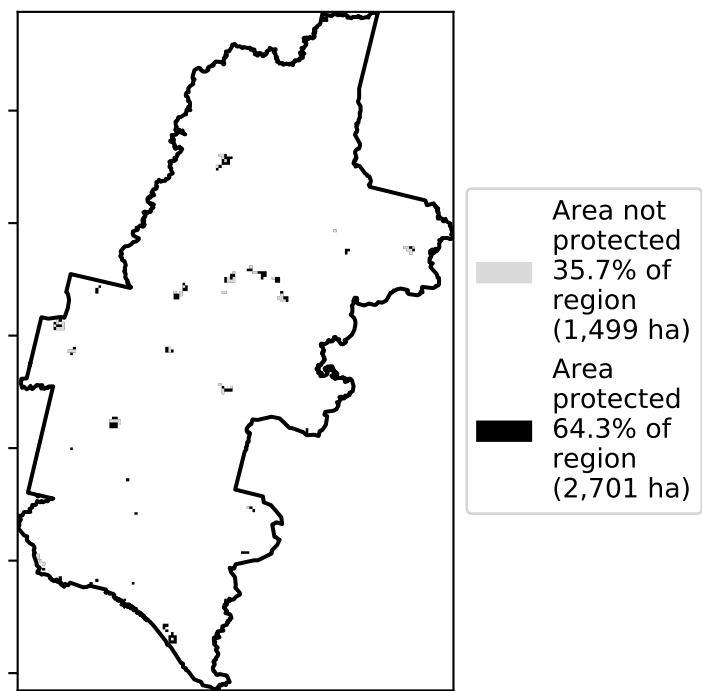 Area not
protected
35.7% of
region
(1,499 ha)
Area
protected
64.3% of
region
(2,701 ha)